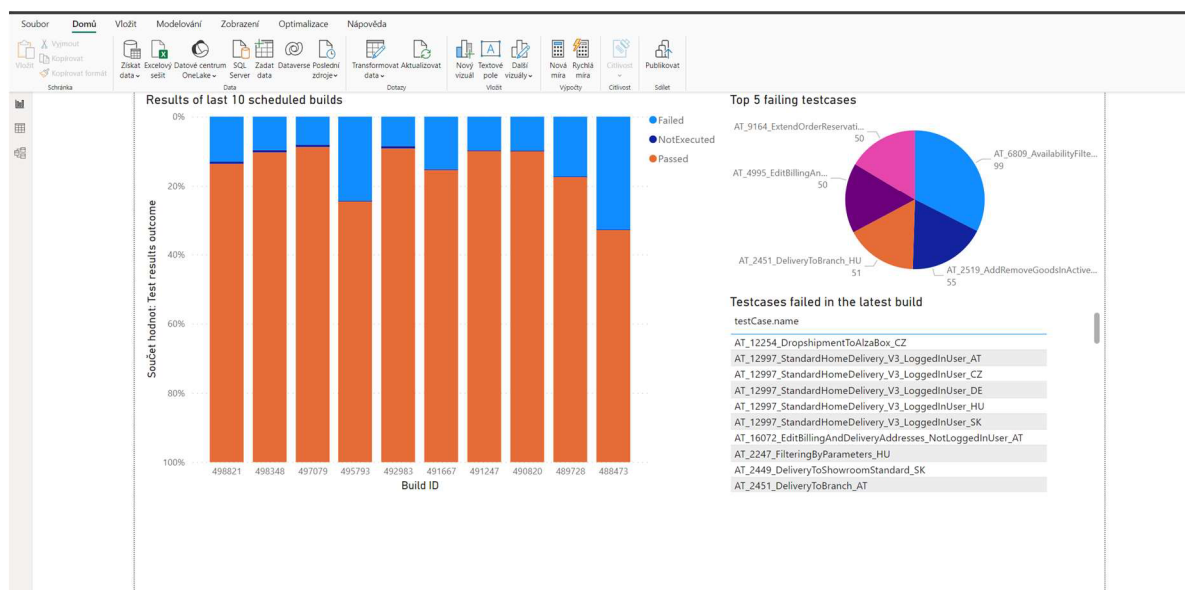 Soubor Domů Vložit Modelování Zobrazení Optimalizace Nápověda
Vložit
Vyjmout
Kopírovat
Kopírovat formát
Schránka
Získat data
Excelový sešit
Datové centrum OneLake
SQL Server
Zadat data
Dataverse
Poslední zdroje
Data
Transformovat data
Aktualizovat
Dotazy
Nový vizuál
Textové pole
Další vizuály
Vložit
Nová míra
Rychlá míra
Výpočty
Citlivost
Citlivost
Publikovat
Sdílet
Results of last 10 scheduled builds
Součet hodnot: Test results outcome
0%
20%
40%
60%
80%
100%
498821 498348 497079 495793 492983 491667 491247 490820 489728 488473
Build ID
Failed
NotExecuted
Passed
Top 5 failing testcases
AT_9164_ExtendOrderReservati...
50
AT_6809_AvailabilityFilte...
99
AT_4995_EditBillingAn...
50
AT_2451_DeliveryToBranch_HU
51
AT_2519_AddRemoveGoodsInActive...
55
Testcases failed in the latest build
testCase.name
AT_12254_DropshipmentToAlzaBox_CZ
AT_12997_StandardHomeDelivery_V3_LoggedInUser_AT
AT_12997_StandardHomeDelivery_V3_LoggedInUser_CZ
AT_12997_StandardHomeDelivery_V3_LoggedInUser_DE
AT_12997_StandardHomeDelivery_V3_LoggedInUser_HU
AT_12997_StandardHomeDelivery_V3_LoggedInUser_SK
AT_16072_EditBillingAndDeliveryAddresses_NotLoggedInUser_AT
AT_2247_FilteringByParameters_HU
AT_2449_DeliveryToShowroomStandard_SK
AT_2451_DeliveryToBranch_AT